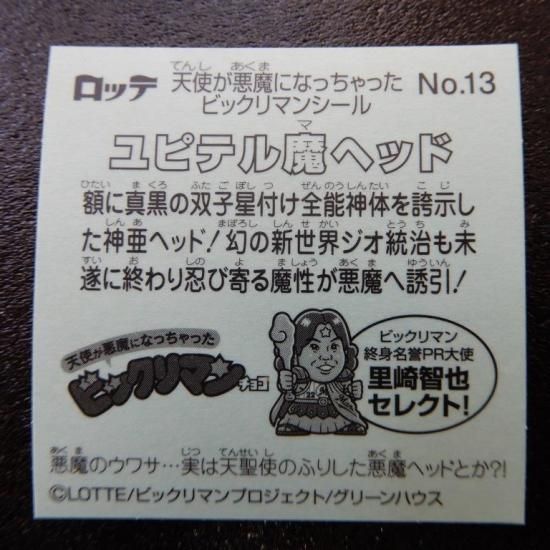 ロッテ 天使が悪魔になっちゃった No.13
ビックリマンシール
ユピテル魔ヘッド
額に真黒の双子星付け全能神体を誇示し
た神亜ヘッド!幻の新世界ジオ統治も未
遂に終わり忍び寄る魔性が悪魔へ誘引!
天使が悪魔になっちゃった
ビックリマンチョコ
ビックリマン
終身名誉PR大使
里崎智也
セレクト!
悪魔のウワサ…実は天聖使のふりした悪魔ヘッドとか?!
©LOTTE/ビックリマンプロジェクト/グリーンハウス